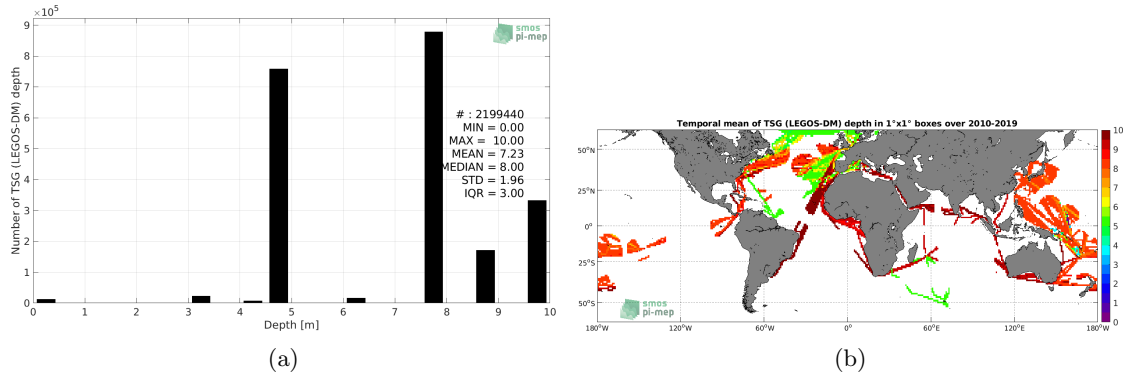 ×10⁵
smos
pi-mep
9
8
7
6
5
4
3
2
1
0
Number of TSG (LEGOS-DM) depth
# : 2199440
MIN = 0.00
MAX = 10.00
MEAN = 7.23
MEDIAN = 8.00
STD = 1.96
IQR = 3.00
0 1 2 3 4 5 6 7 8 9 10
Depth [m]
(a)
Temporal mean of TSG (LEGOS-DM) depth in 1°x1° boxes over 2010-2019
50°N
25°N
0°
25°S
50°S
180°W 120°W 60°W 0° 60°E 120°E 180°W
10
9
8
7
6
5
4
3
2
1
0
smos
pi-mep
(b)